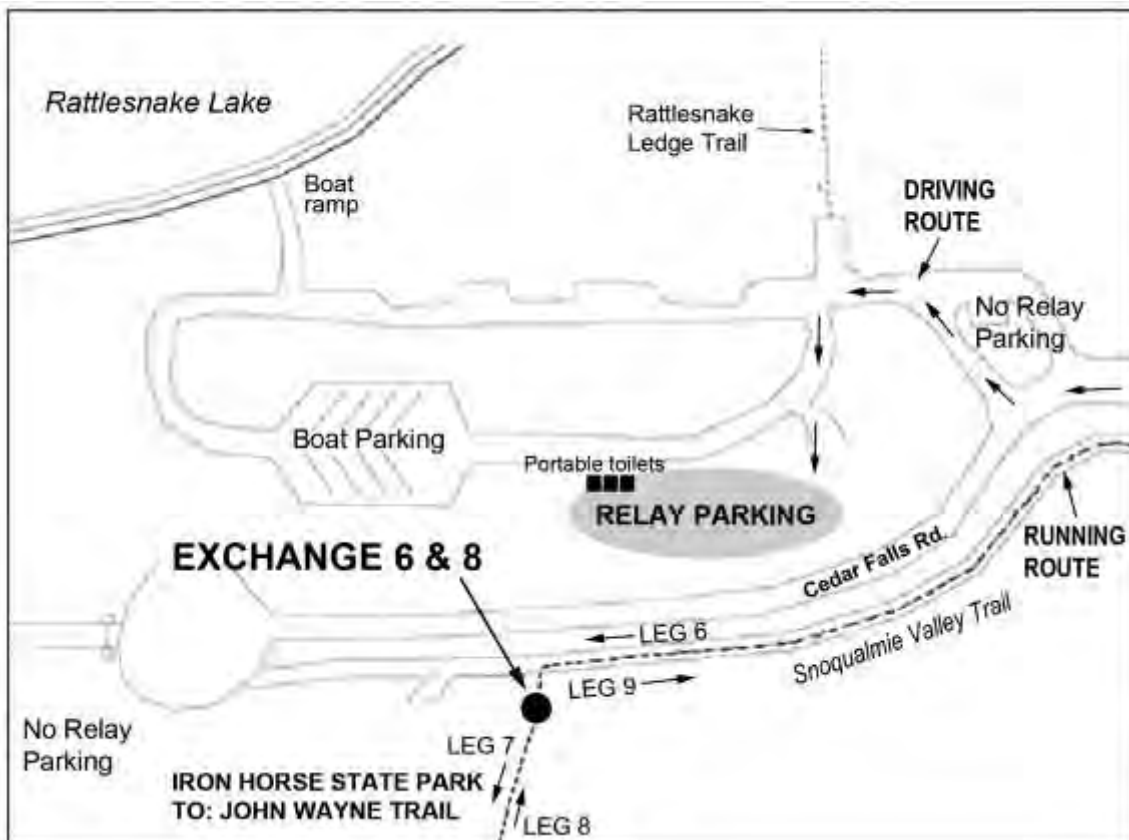 Rattlesnake Lake
Rattlesnake
Ledge Trail
Boat
ramp
DRIVING
ROUTE
No Relay
Parking
Boat Parking
Portable toilets
RELAY PARKING
EXCHANGE 6 & 8
Cedar Falls Rd.
RUNNING
ROUTE
LEG 6
Snoqualmie Valley Trail
LEG 9
No Relay
Parking
LEG 7
IRON HORSE STATE PARK
TO: JOHN WAYNE TRAIL
LEG 8